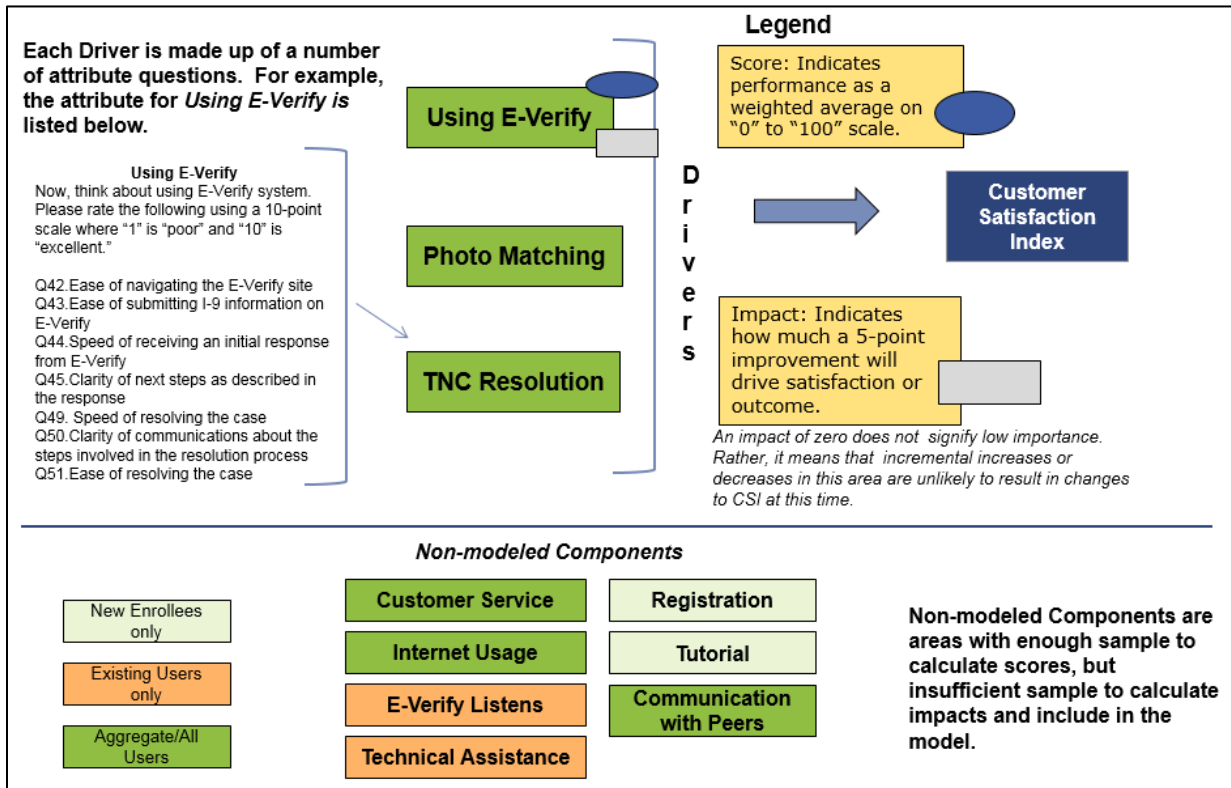 Each Driver is made up of a number
of attribute questions.  For example,
the attribute for Using E-Verify is
listed below.
Using E-Verify
Now, think about using E-Verify system.
Please rate the following using a 10-point
scale where “1” is “poor” and “10” is
“excellent.”
Q42.Ease of navigating the E-Verify site
Q43.Ease of submitting I-9 information on
E-Verify
Q44.Speed of receiving an initial response
from E-Verify
Q45.Clarity of next steps as described in
the response
Q49. Speed of resolving the case
Q50.Clarity of communications about the
steps involved in the resolution process
Q51.Ease of resolving the case
Using E-Verify
Photo Matching
TNC Resolution
Drivers
Legend
Score: Indicates
performance as a
weighted average on
“0” to “100” scale.
Customer
Satisfaction
Index
Impact: Indicates
how much a 5-point
improvement will
drive satisfaction or
outcome.
An impact of zero does not  signify low importance.
Rather, it means that  incremental increases or
decreases in this area are unlikely to result in changes
to CSI at this time.
Non-modeled Components
New Enrollees
only
Existing Users
only
Aggregate/All
Users
Customer Service
Internet Usage
E-Verify Listens
Technical Assistance
Registration
Tutorial
Communication
with Peers
Non-modeled Components are
areas with enough sample to
calculate scores, but
insufficient sample to calculate
impacts and include in the
model.